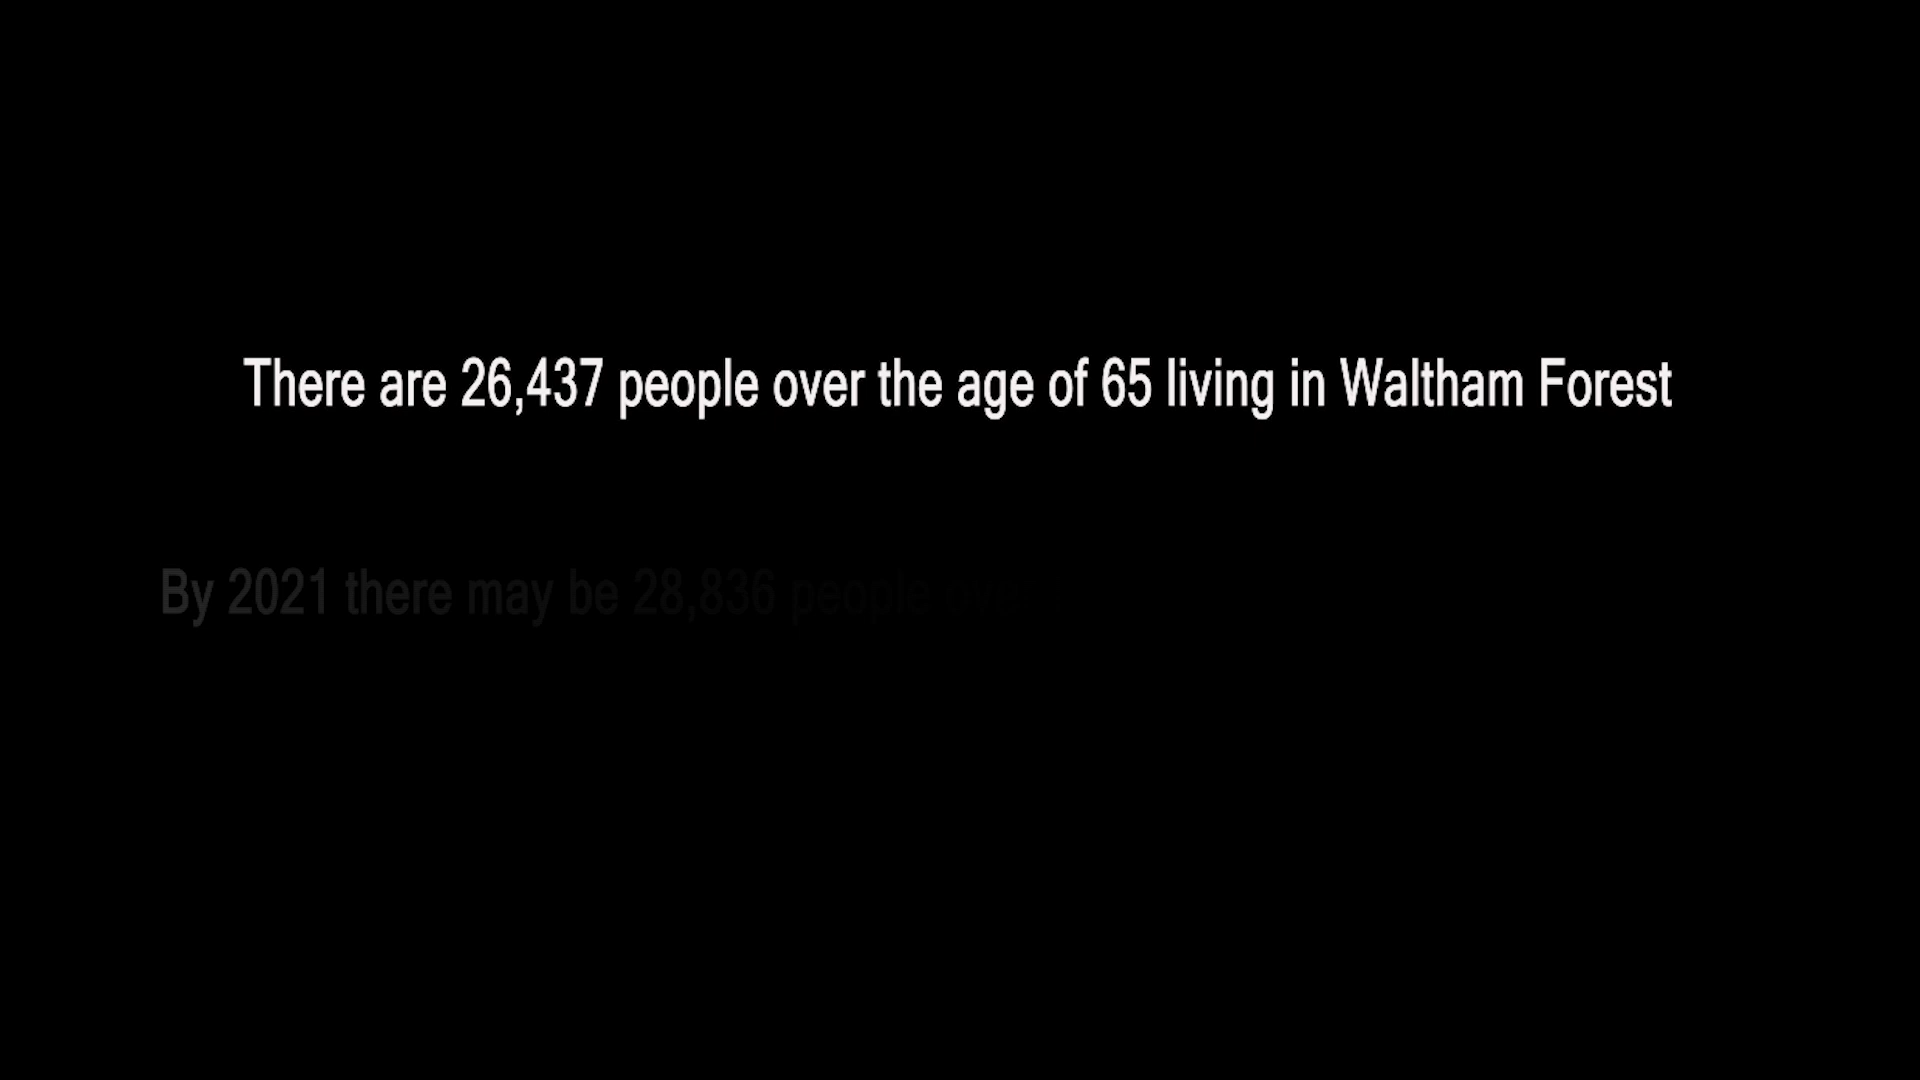 There are 26,437 people over the age of 65 living in Waltham Forest
By 2021 there may be 28,836 people over